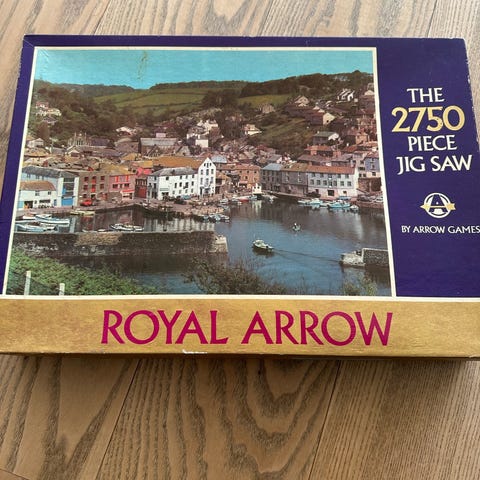 THE
2750
PIECE
JIG SAW
BY ARROW GAMES
ROYAL ARROW